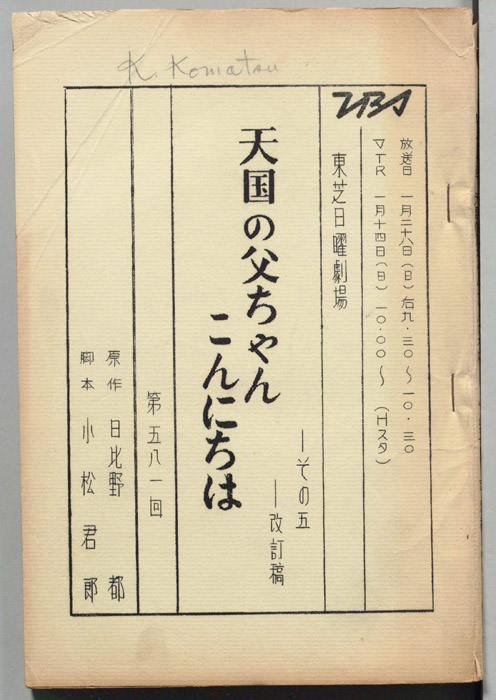 K. Komatsu
TBS
放送日 一月二十八日(日)后九・三〇〜一〇・三〇
VTR 一月十四日(日)一〇・〇〇〜(Hスタ)
東芝日曜劇場
天国の父ちゃん
こんにちは
―その五
―改訂稿
第五八一回
原作 日比野都
脚本 小松君郎